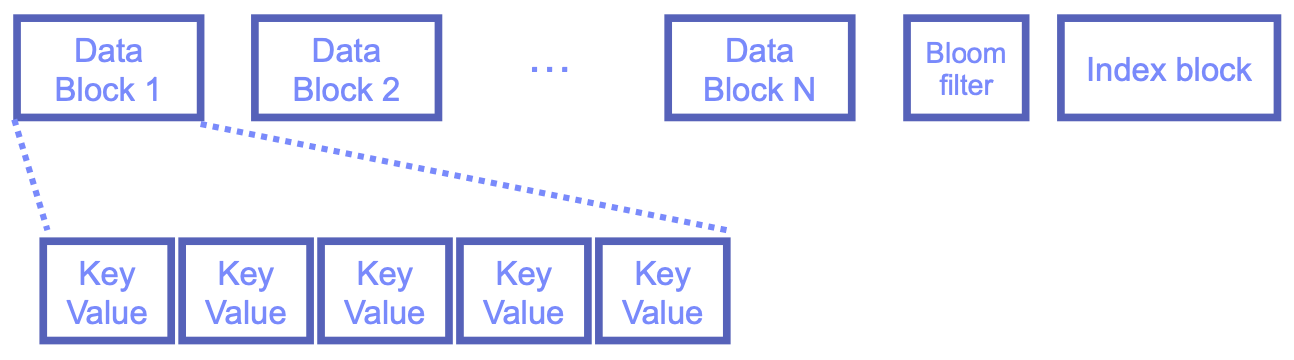 Data
Block 1
Data
Block 2
...
Data
Block N
Bloom
filter
Index block
Key
Value
Key
Value
Key
Value
Key
Value
Key
Value